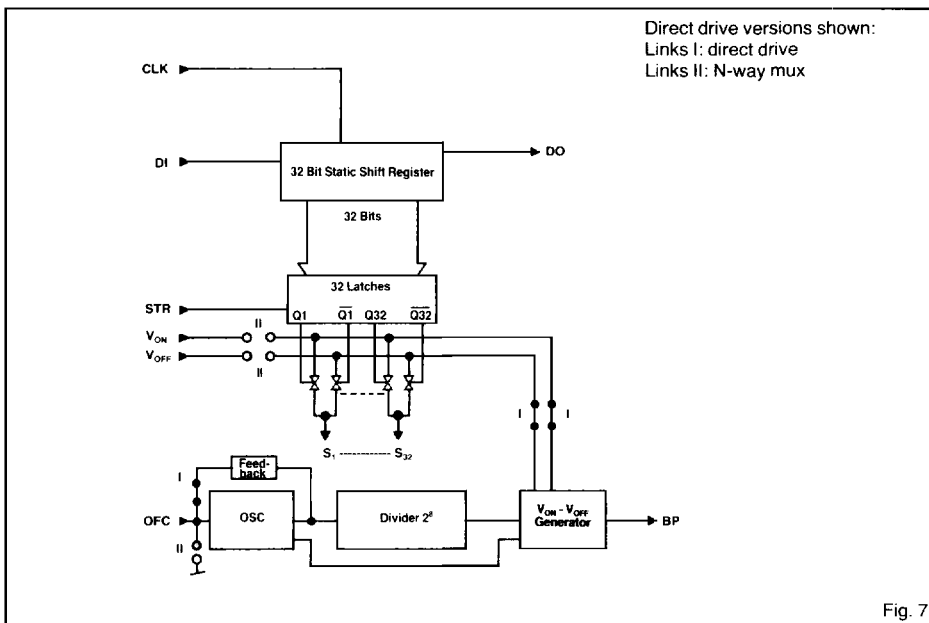 Direct drive versions shown:
Links I: direct drive
Links II: N-way mux
CLK
DI
32 Bit Static Shift Register
DO
32 Bits
32 Latches
STR
Q1 Q̅1̅ Q32 Q̅3̅2̅
II
V_ON
V_OFF
II
I I
S₁ S₃₂
I
Feed-
back
OFC
OSC
Divider 2⁸
V_ON - V_OFF
Generator
BP
II
Fig. 7